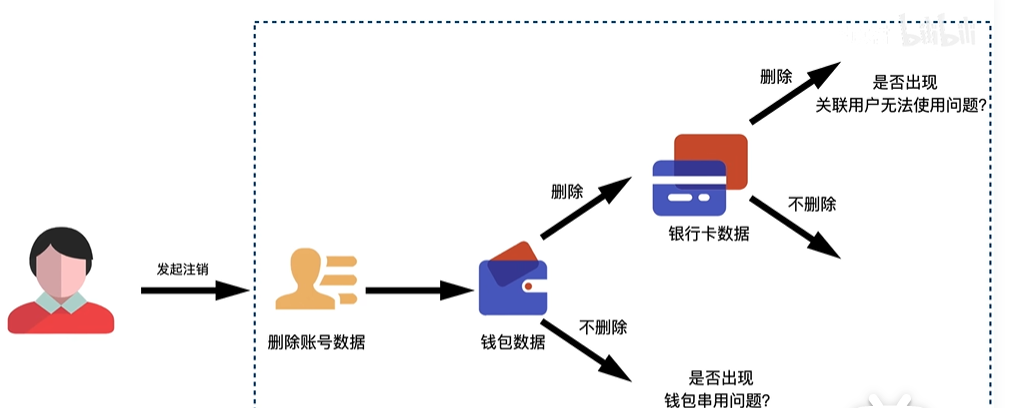 bilibili
删除
是否出现
关联用户无法使用问题?
删除
不删除
银行卡数据
发起注销
删除账号数据
钱包数据
不删除
是否出现
钱包串用问题?